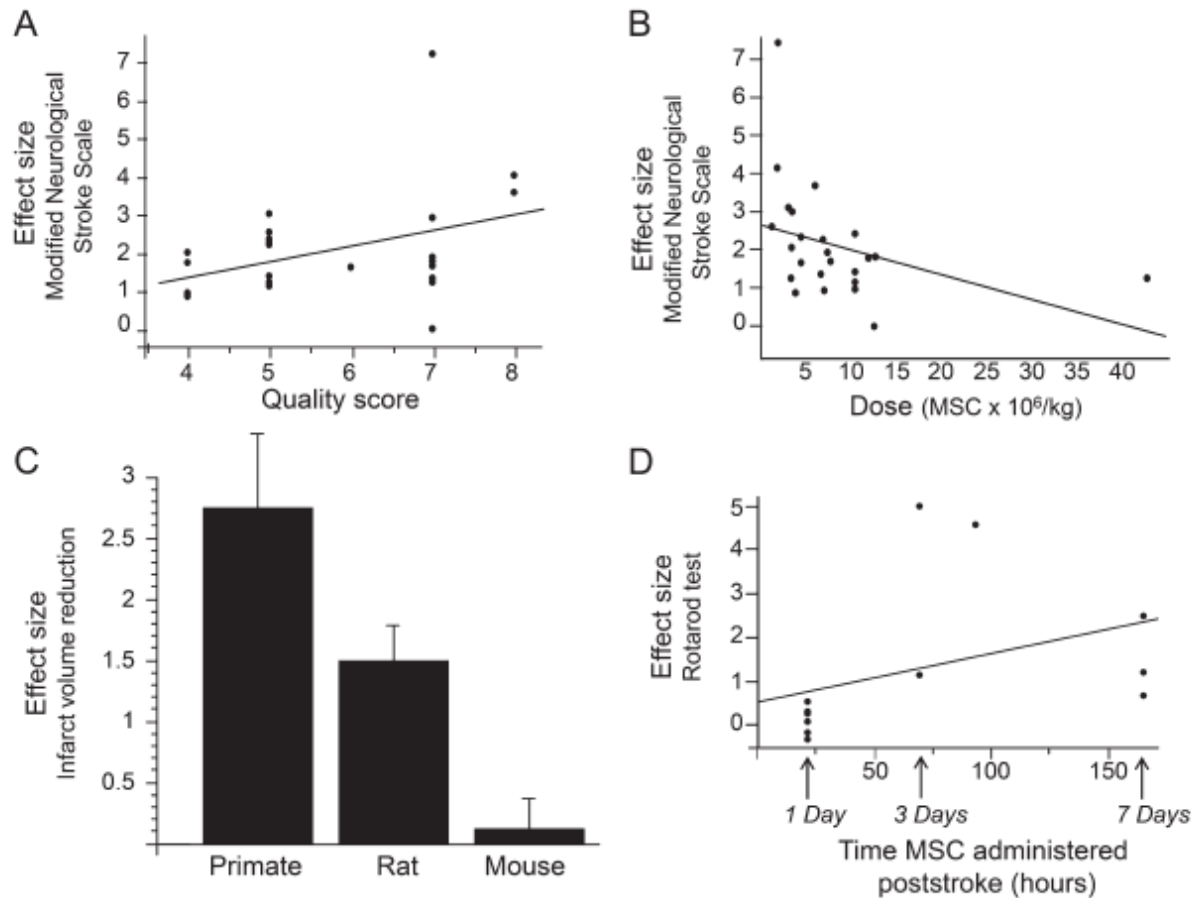 A
Effect size
Modified Neurological
Stroke Scale
7
6
5
4
3
2
1
0
4 5 6 7 8
Quality score
B
Effect size
Modified Neurological
Stroke Scale
7
6
5
4
3
2
1
0
5 10 15 20 25 30 35 40
Dose (MSC x 10⁶/kg)
C
Effect size
Infarct volume reduction
3
2.5
2
1.5
1
0.5
Primate Rat Mouse
D
Effect size
Rotarod test
5
4
3
2
1
0
50 100 150
1 Day 3 Days 7 Days
Time MSC administered
poststroke (hours)